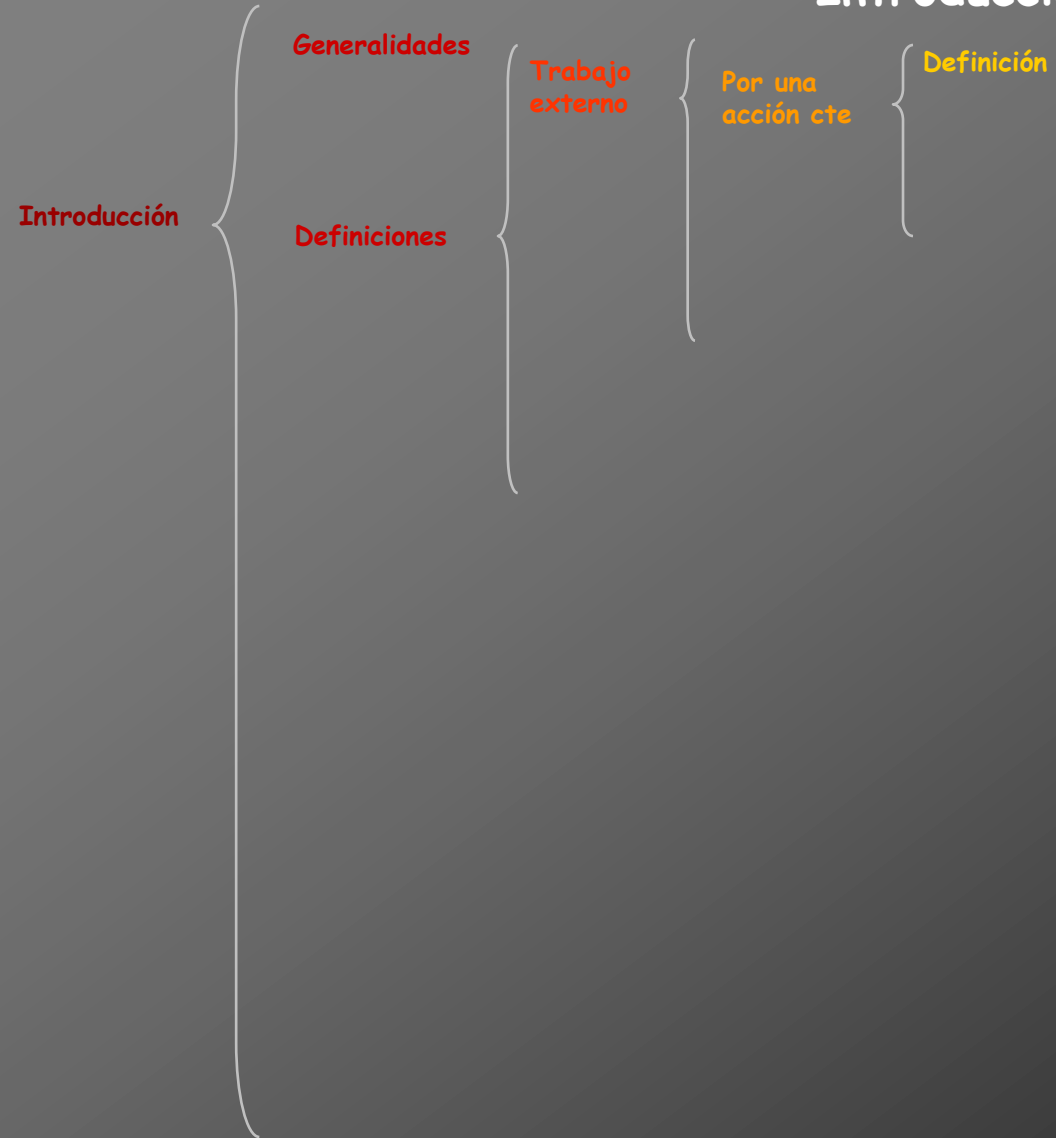 Generalidades
Trabajo
externo
Por una
acción cte
Definición
Introducción
Definiciones